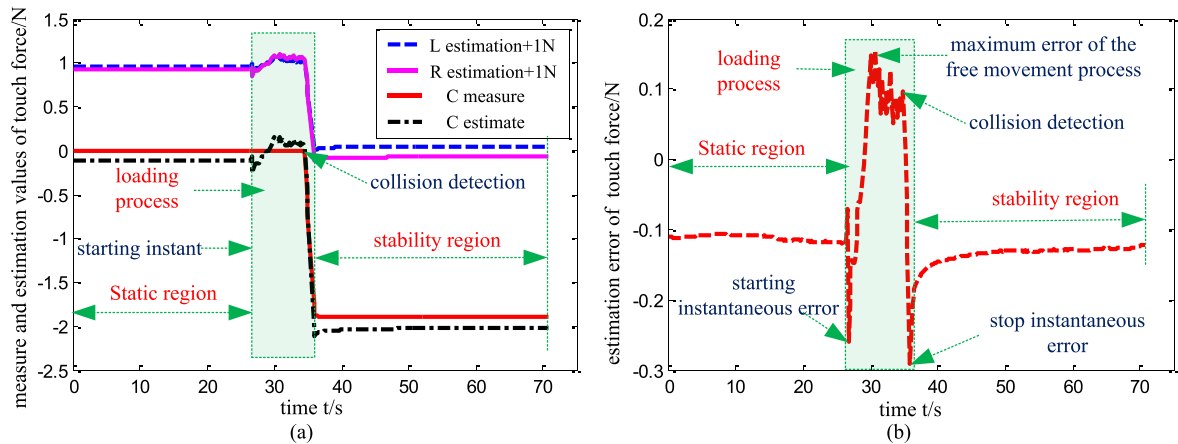 measure and estimation values of touch force/N
1.5
1
0.5
0
-0.5
-1
-1.5
-2
-2.5
L estimation+1N
R estimation+1N
C measure
C estimate
loading
process
collision detection
starting instant
stability region
Static region
0
10
20
30
40
50
60
70
time t/s
(a)
estimation error of touch force/N
0.2
0.1
0
-0.1
-0.2
-0.3
loading
process
maximum error of the
free movement process
collision detection
Static region
stability region
starting
instantaneous error
stop instantaneous
error
0
10
20
30
40
50
60
70
time t/s
(b)